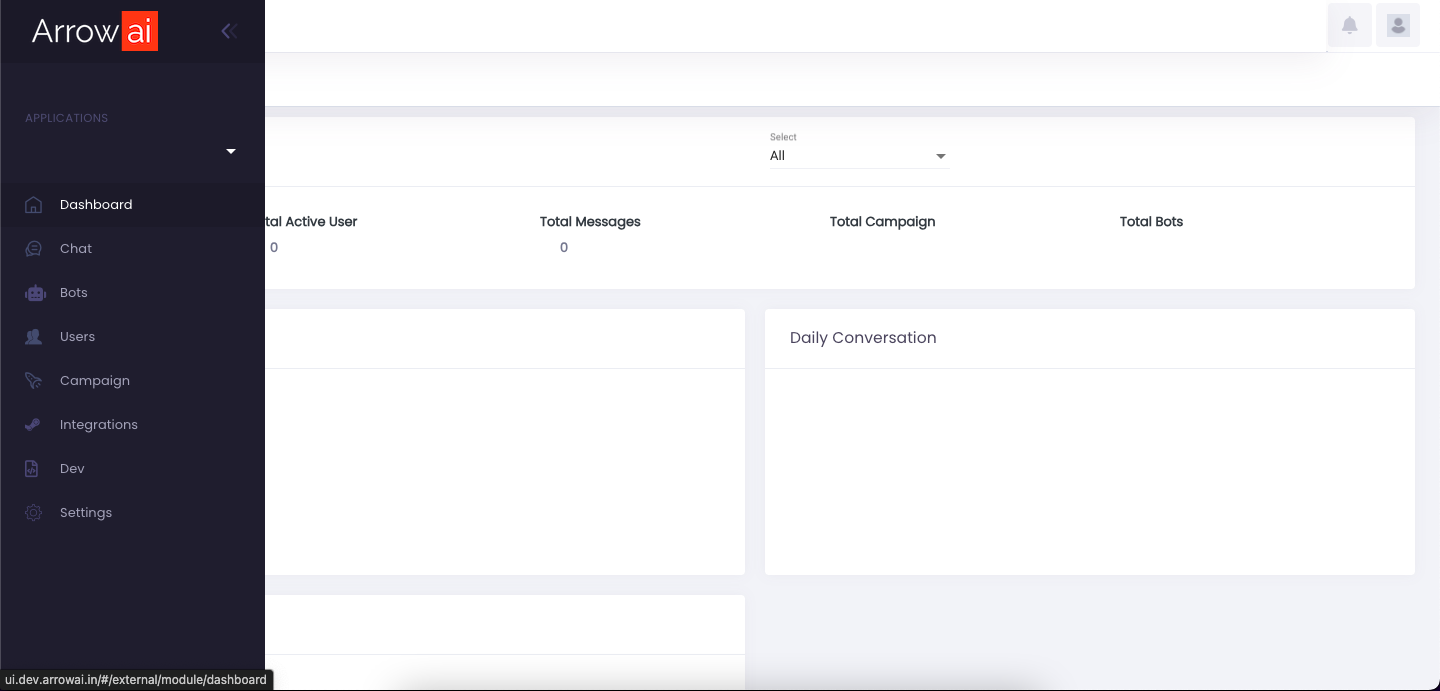 Arrow ai
APPLICATIONS
Dashboard
Chat
Bots
Users
Campaign
Integrations
Dev
Settings
Select
All
tal Active User
0
Total Messages
0
Total Campaign
Total Bots
Daily Conversation
ui.dev.arrowai.in/#/external/module/dashboard